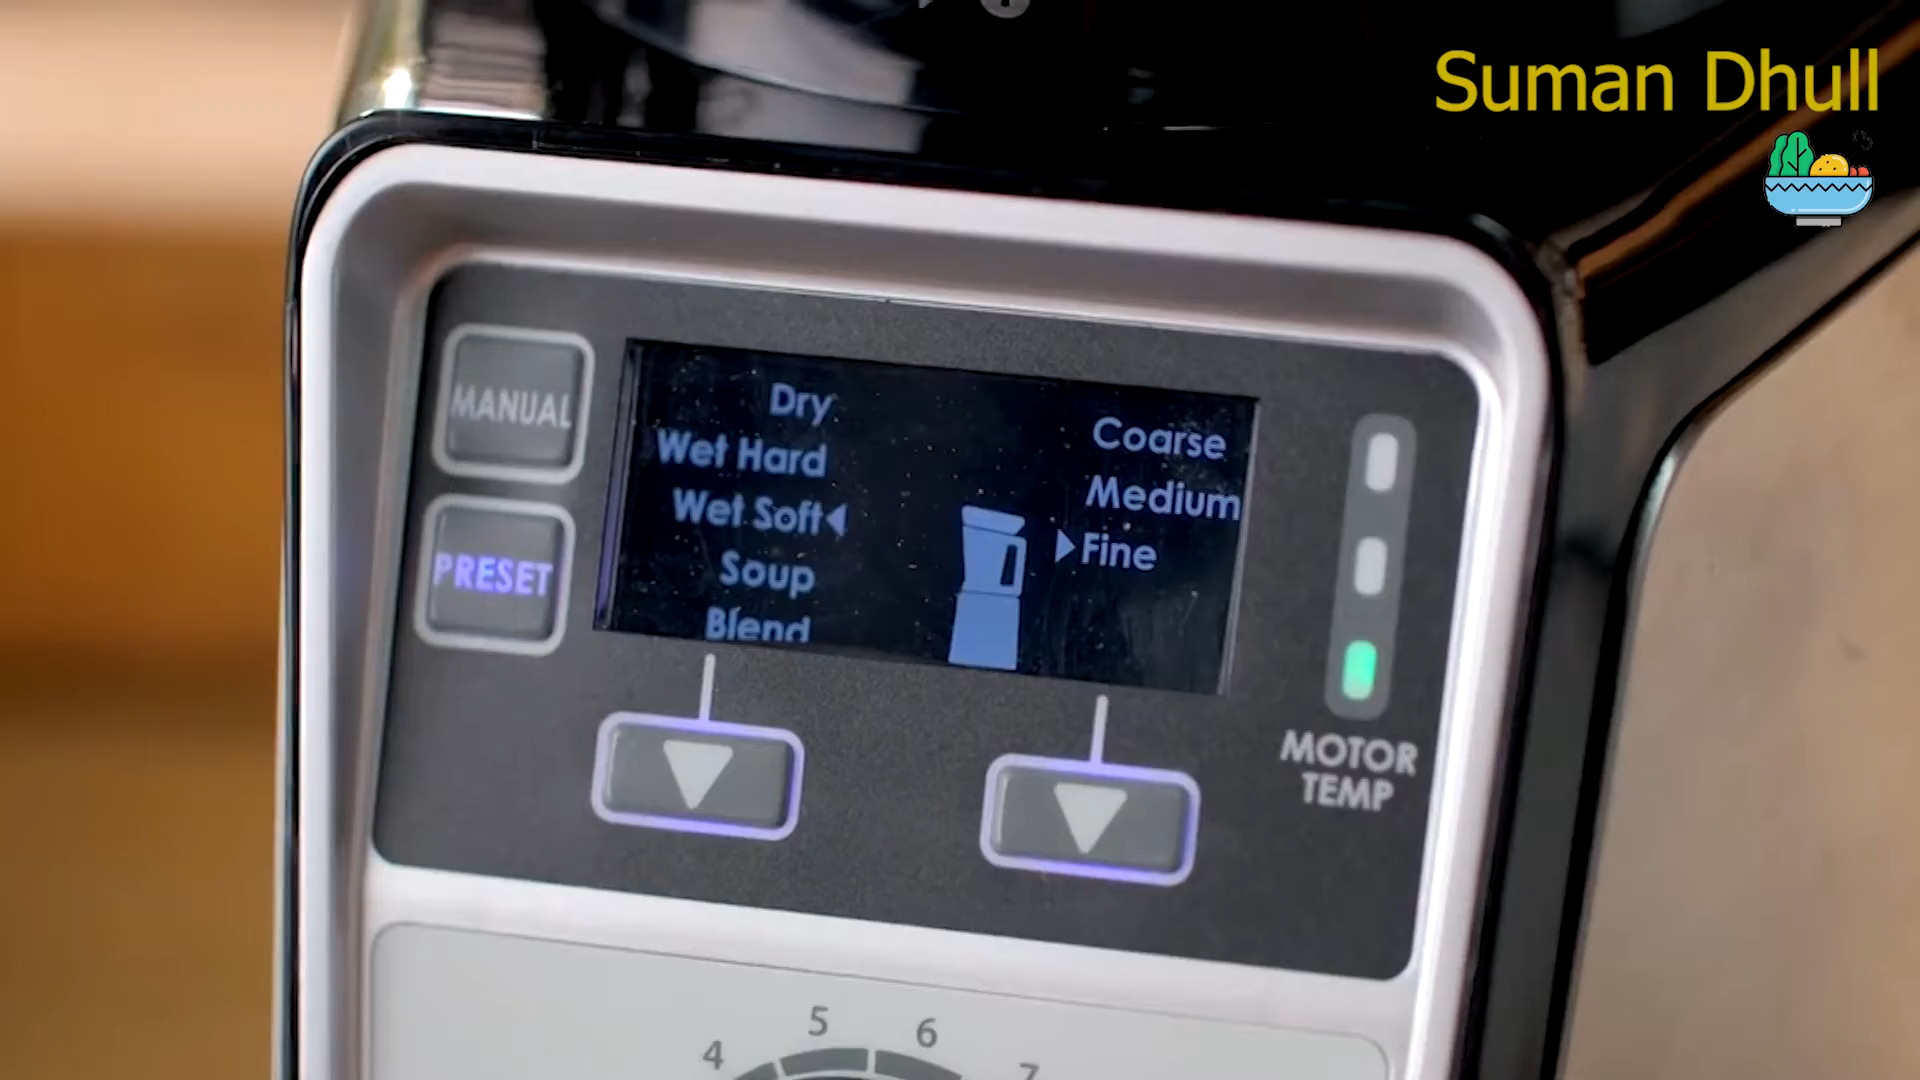 Suman Dhull
MANUAL
PRESET
Dry
Wet Hard
Wet Soft
Soup
Blend
Coarse
Medium
Fine
MOTOR
TEMP
4 5 6 7